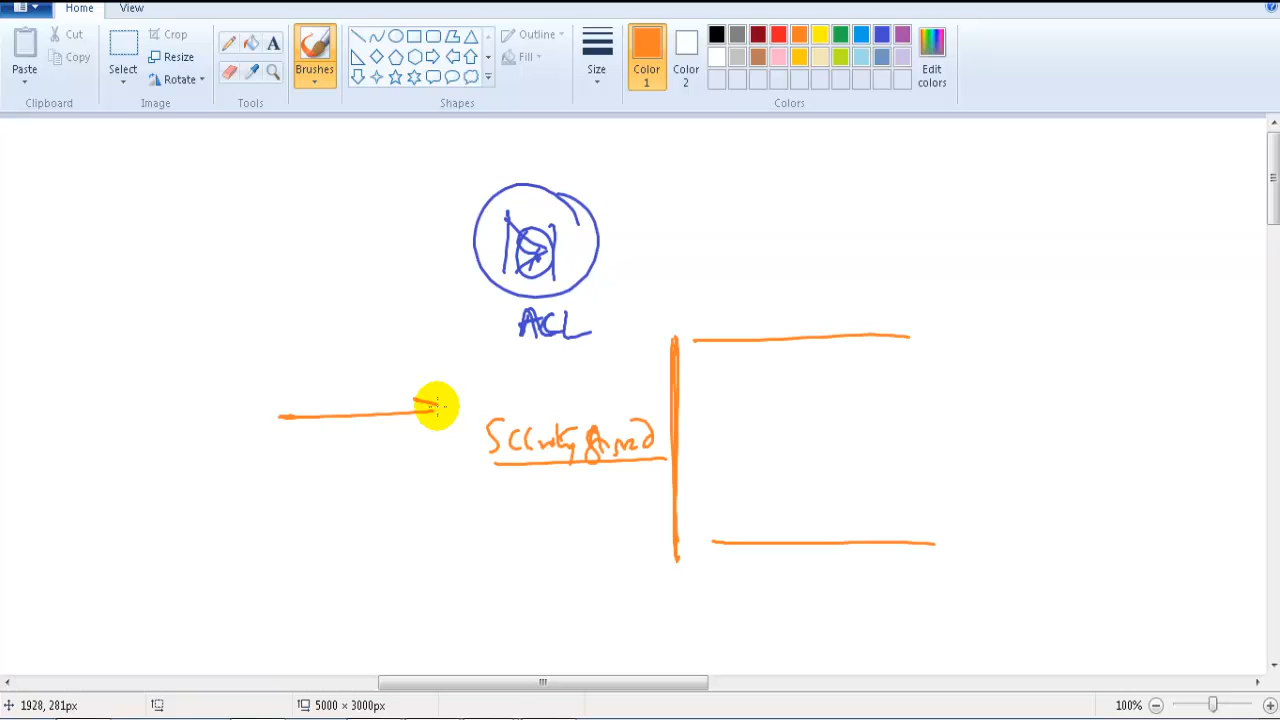 Home
View
Paste
Cut
Copy
Select
Crop
Resize
Rotate
A
Brushes
Outline
Fill
Size
Color 1
Color 2
Edit colors
Clipboard
Image
Tools
Shapes
Colors
ACL
1928, 281px
5000 × 3000px
100%